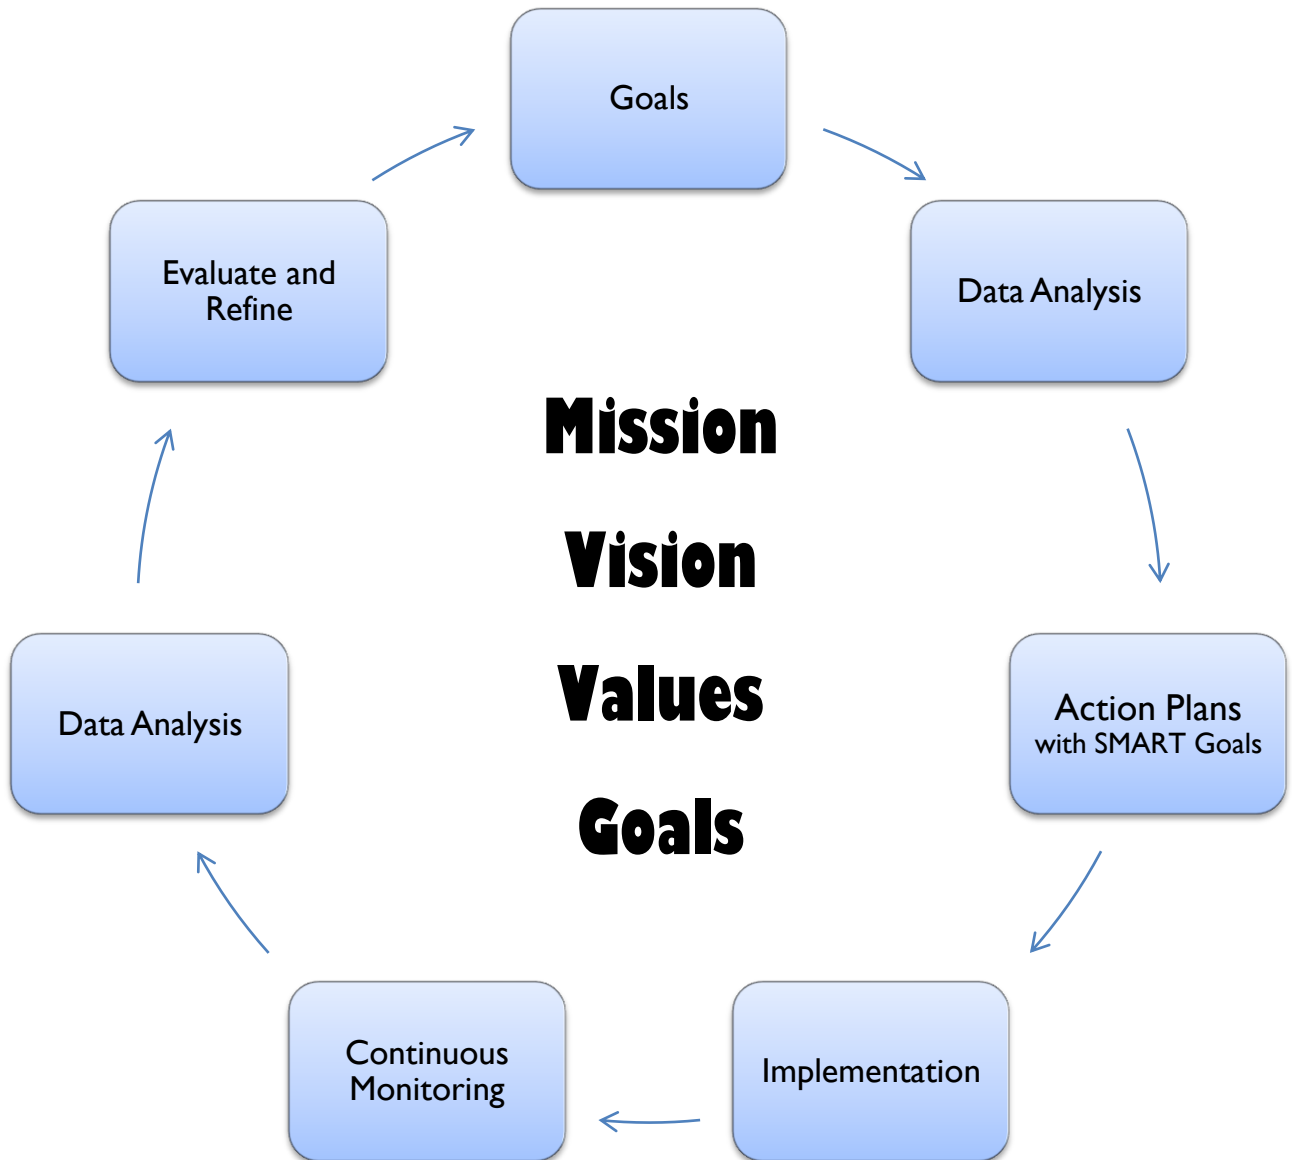 Goals
Data Analysis
Action Plans
with SMART Goals
Implementation
Continuous
Monitoring
Data Analysis
Evaluate and
Refine
Mission
Vision
Values
Goals